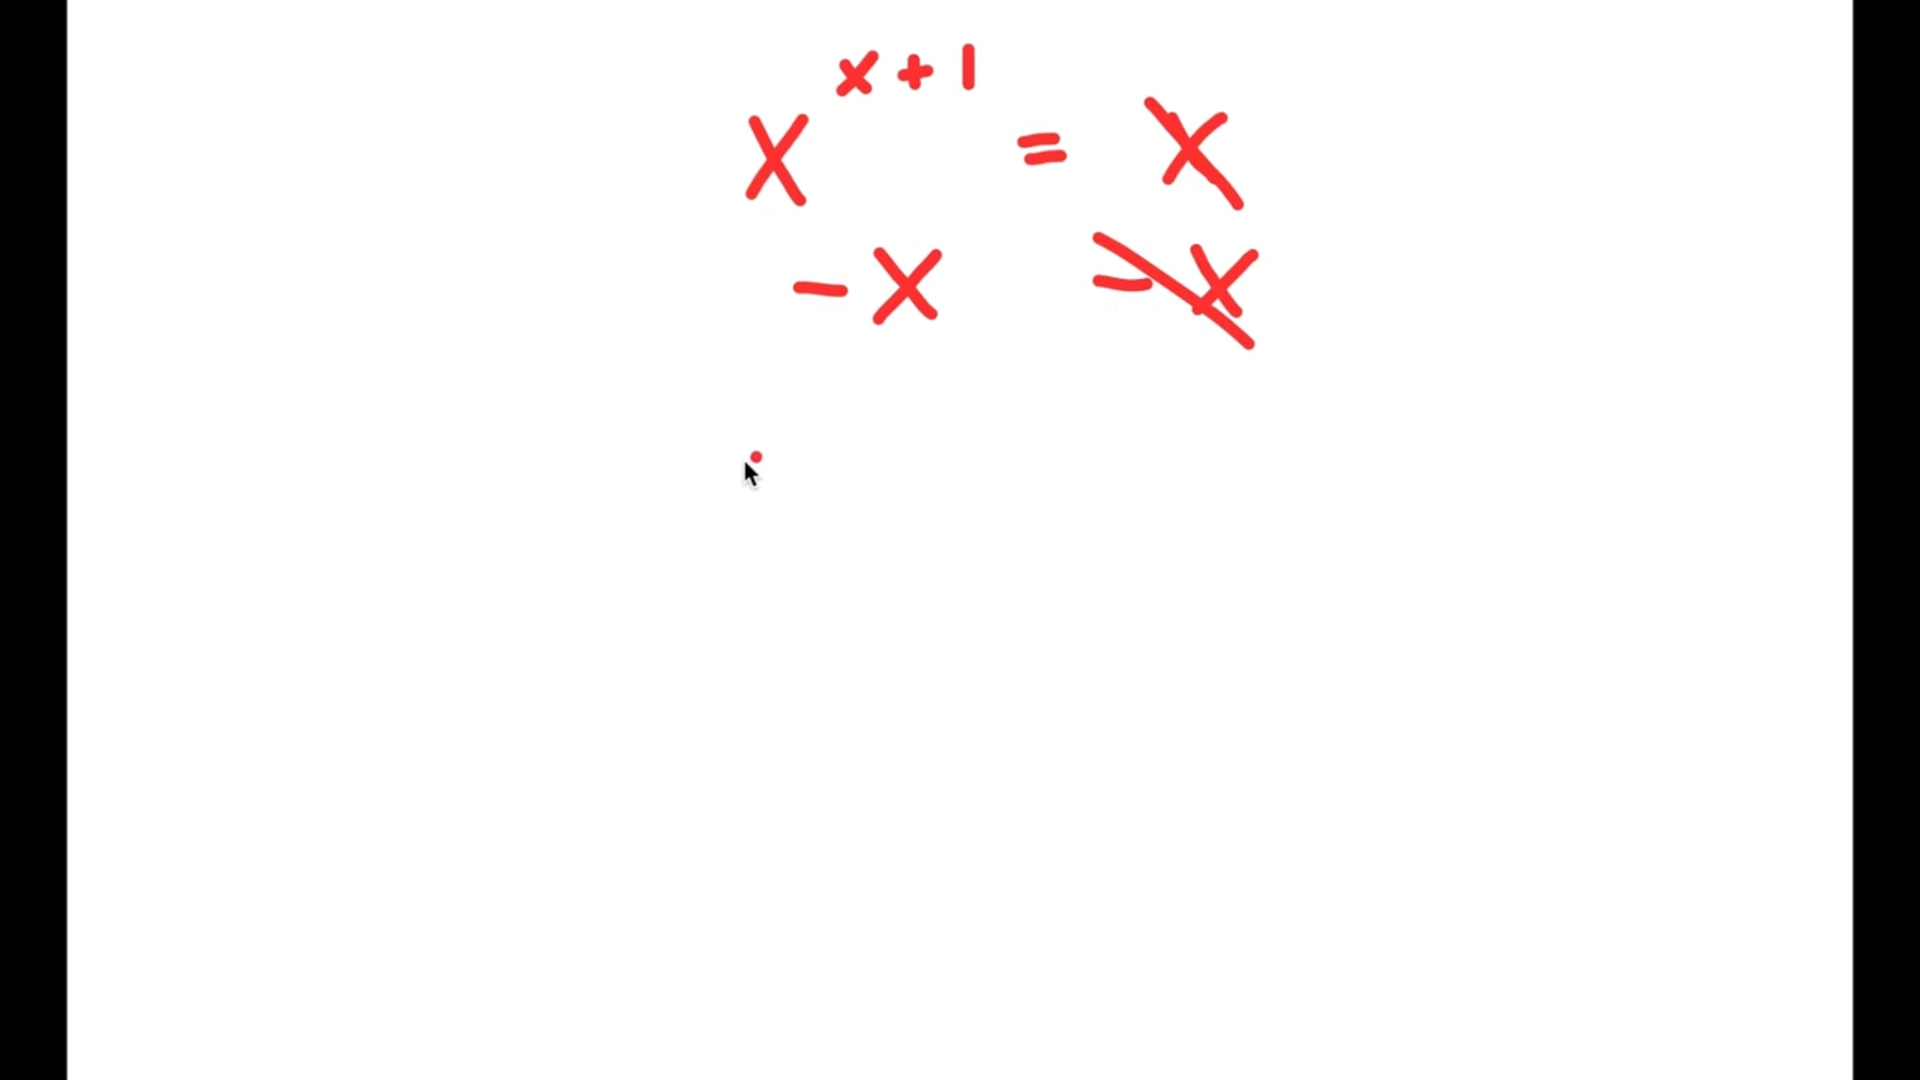 x^{x+1} = x
- x - x